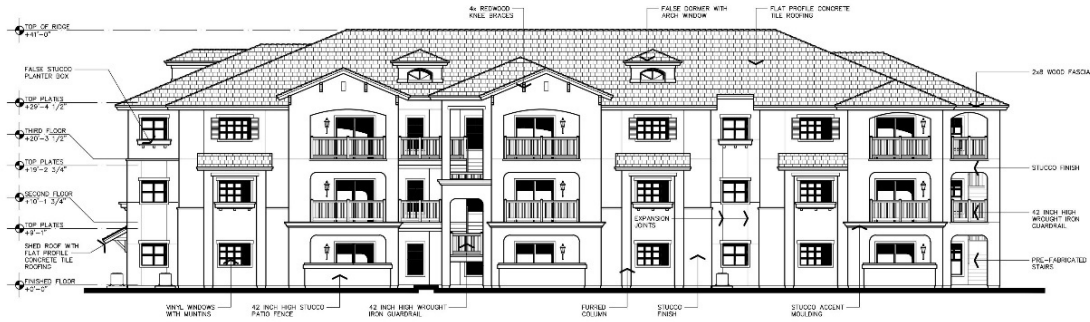 TOP OF RIDGE
+41'-0"
4x REDWOOD
KNEE BRACES
FALSE DORMER WITH
ARCH WINDOW
FLAT PROFILE CONCRETE
TILE ROOFING
FALSE STUCCO
PLANTER BOX
2x8 WOOD FASCIA
TOP PLATES
+29'-4 1/2"
THIRD FLOOR
+20'-3 1/2"
TOP PLATES
+19'-2 3/4"
STUCCO FINISH
SECOND FLOOR
+10'-1 3/4"
EXPANSION
JOINTS
42 INCH HIGH
WROUGHT IRON
GUARDRAIL
TOP PLATES
+9'-1"
SHED ROOF WITH
FLAT PROFILE
CONCRETE TILE
ROOFING
PRE-FABRICATED
STAIRS
FINISHED FLOOR
+0'-0"
VINYL WINDOWS
WITH MUNTINS
42 INCH HIGH STUCCO
PATIO FENCE
42 INCH HIGH WROUGHT
IRON GUARDRAIL
FURRED
COLUMN
STUCCO
FINISH
STUCCO ACCENT
MOULDING